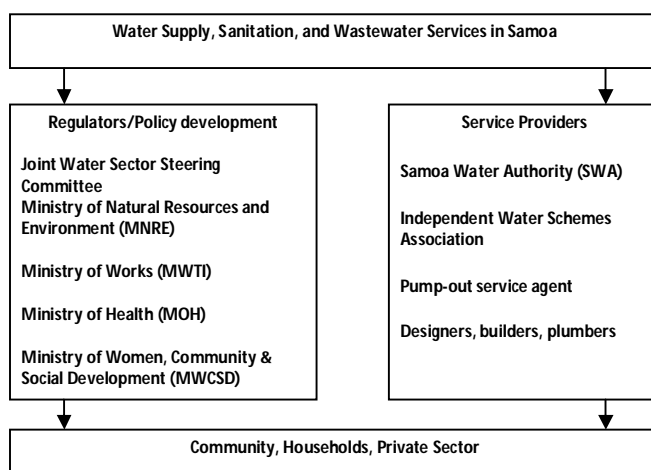 Water Supply, Sanitation, and Wastewater Services in Samoa
Regulators/Policy development
Joint Water Sector Steering
Committee
Ministry of Natural Resources and
Environment (MNRE)
Ministry of Works (MWTI)
Ministry of Health (MOH)
Ministry of Women, Community &
Social Development (MWCSD)
Service Providers
Samoa Water Authority (SWA)
Independent Water Schemes
Association
Pump-out service agent
Designers, builders, plumbers
Community, Households, Private Sector